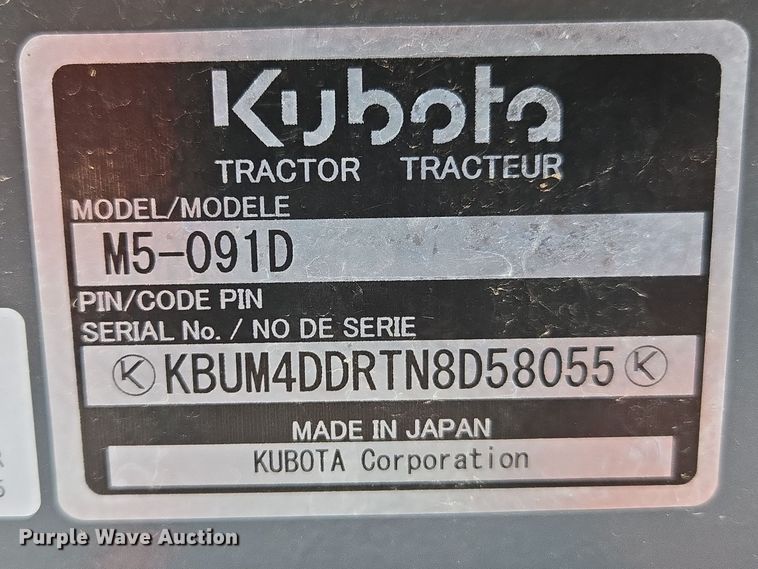 Kubota
TRACTOR TRACTEUR
MODEL/MODELE
M5-091D
PIN/CODE PIN
SERIAL No. / NO DE SERIE
K KBUM4DDRTN8D58055 K
MADE IN JAPAN
KUBOTA Corporation
Purple Wave Auction